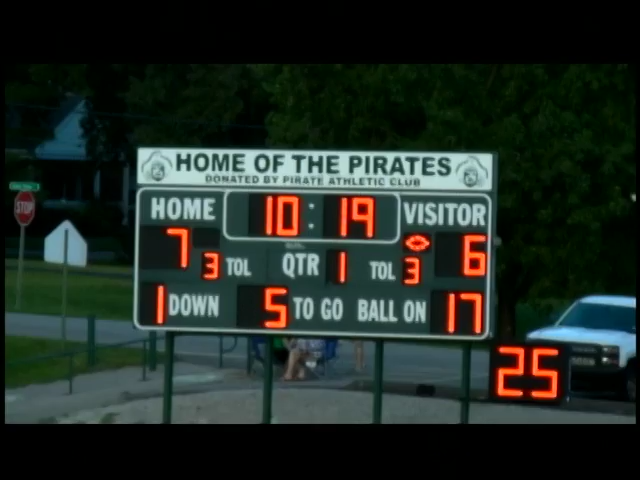 HOME OF THE PIRATES
DONATED BY PIRATE ATHLETIC CLUB
HOME 10:19 VISITOR
7 3 TOL QTR 1 TOL 3 6
1 DOWN 5 TO GO BALL ON 17
25
STOP